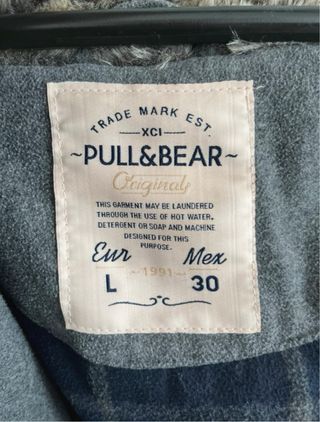 TRADE MARK EST.
XCI
~PULL&BEAR~
Originals
THIS GARMENT MAY BE LAUNDERED
THROUGH THE USE OF HOT WATER,
DETERGENT OR SOAP AND MACHINE
DESIGNED FOR THIS
PURPOSE.
Eur Mex
~1991~
L 30